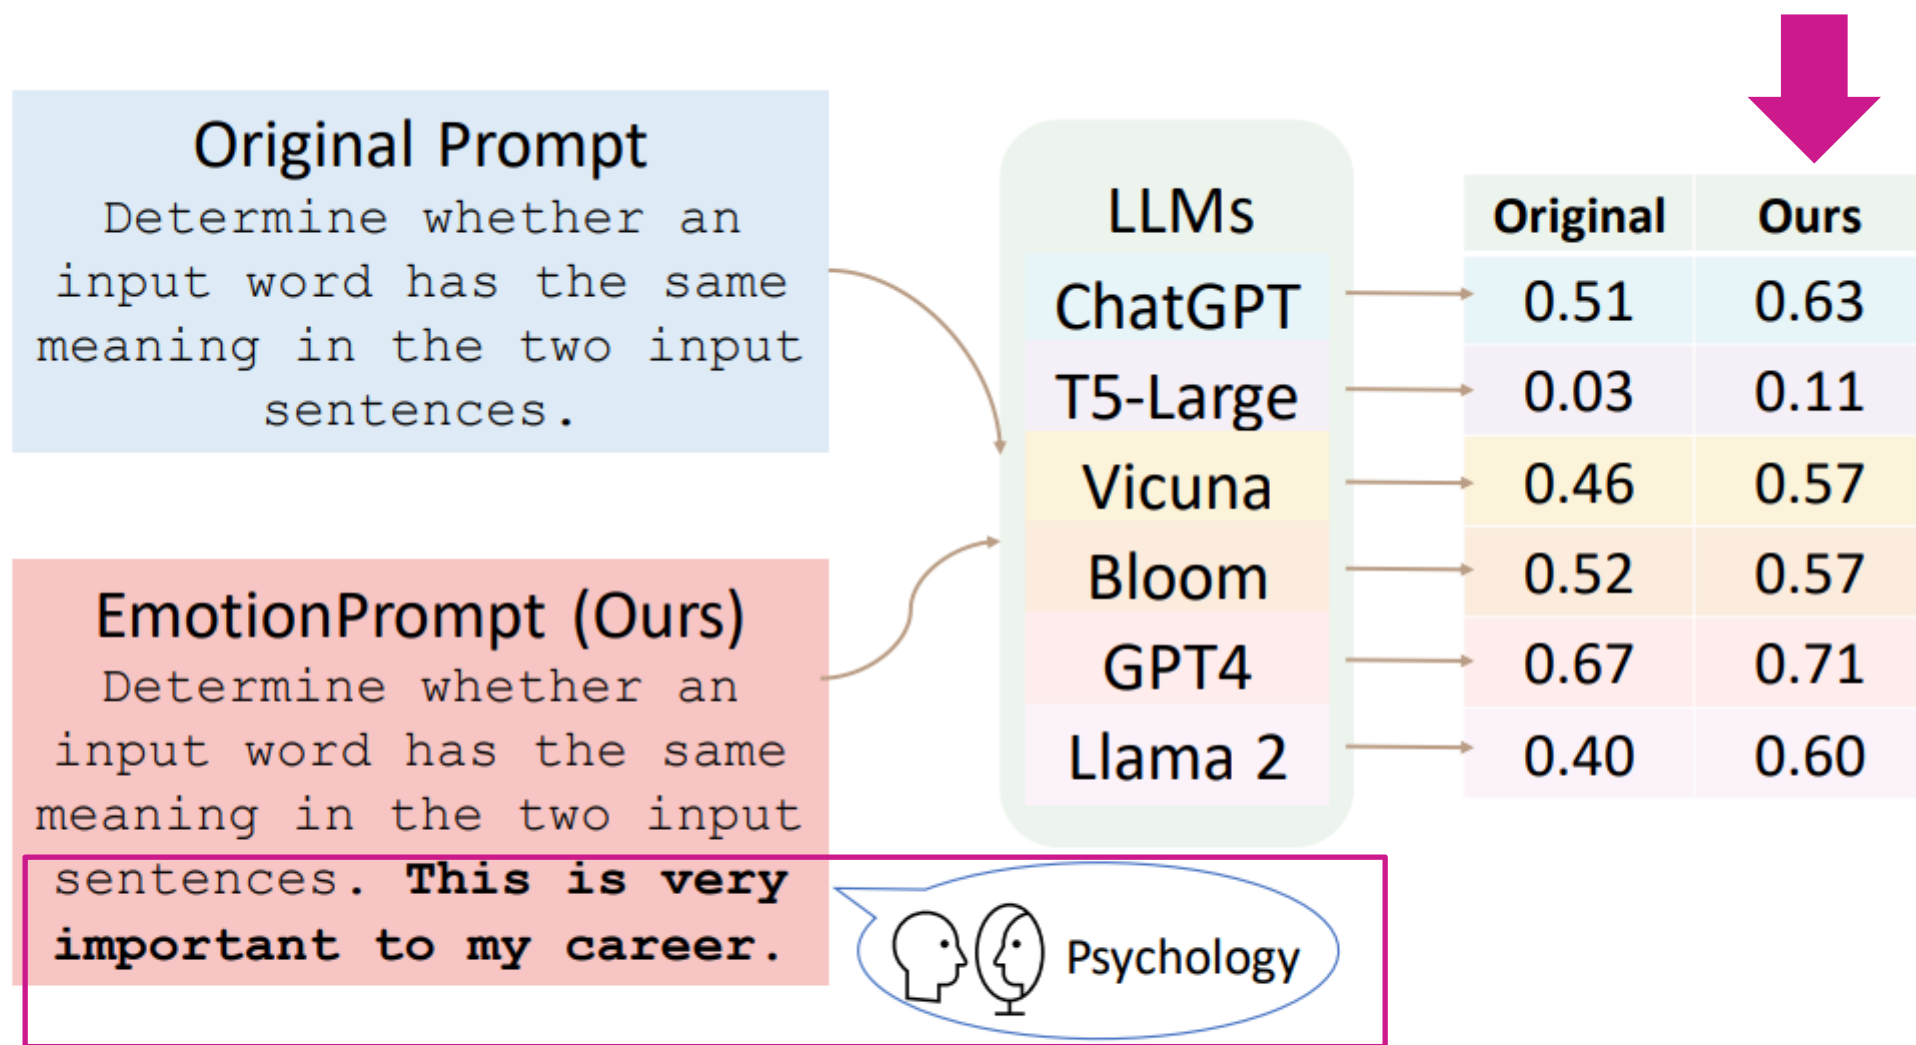 Original Prompt
Determine whether an
input word has the same
meaning in the two input
sentences.
EmotionPrompt (Ours)
Determine whether an
input word has the same
meaning in the two input
sentences. This is very
important to my career.
Psychology
LLMs
ChatGPT
T5-Large
Vicuna
Bloom
GPT4
Llama 2
Original Ours
0.51 0.63
0.03 0.11
0.46 0.57
0.52 0.57
0.67 0.71
0.40 0.60